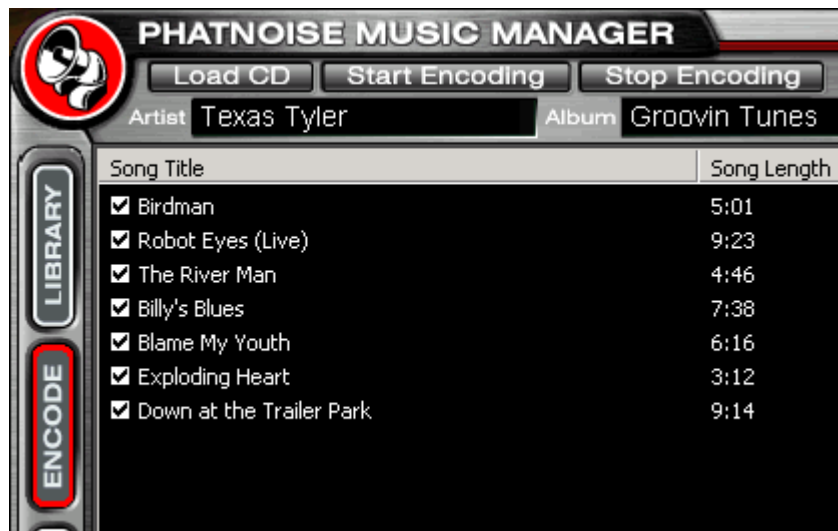 PHATNOISE MUSIC MANAGER
Load CD Start Encoding Stop Encoding
Artist Texas Tyler Album Groovin Tunes
Song Title Song Length
Birdman 5:01
Robot Eyes (Live) 9:23
The River Man 4:46
Billy's Blues 7:38
Blame My Youth 6:16
Exploding Heart 3:12
Down at the Trailer Park 9:14
LIBRARY
ENCODE